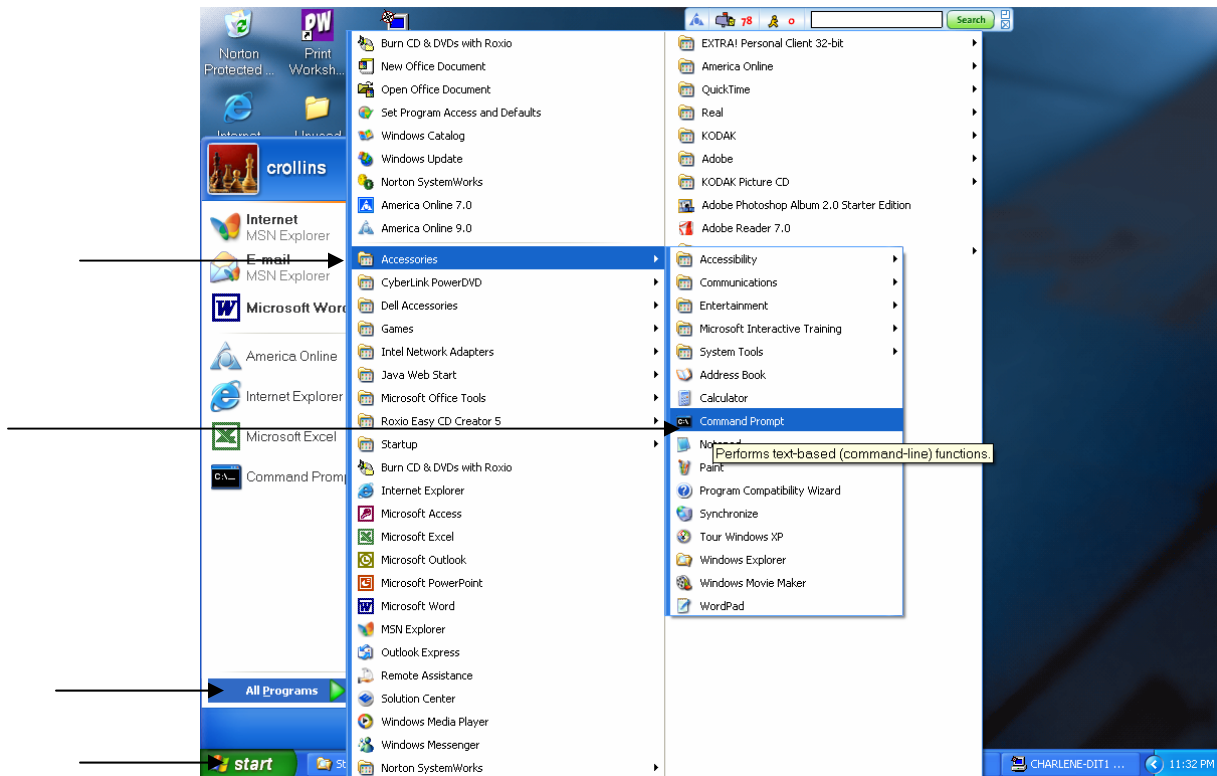 Norton
Protected ...
Print
Worksh...
Internet
Unused
78
0
Search
crollins
Internet
MSN Explorer
E-mail
MSN Explorer
Microsoft Word
America Online
Internet Explorer
Microsoft Excel
Command Promp
All Programs
start
Burn CD & DVDs with Roxio
New Office Document
Open Office Document
Set Program Access and Defaults
Windows Catalog
Windows Update
Norton SystemWorks
America Online 7.0
America Online 9.0
Accessories
CyberLink PowerDVD
Dell Accessories
Games
Intel Network Adapters
Java Web Start
Microsoft Office Tools
Roxio Easy CD Creator 5
Startup
Burn CD & DVDs with Roxio
Internet Explorer
Microsoft Access
Microsoft Excel
Microsoft Outlook
Microsoft PowerPoint
Microsoft Word
MSN Explorer
Outlook Express
Remote Assistance
Solution Center
Windows Media Player
Windows Messenger
Norton SystemWorks
EXTRA! Personal Client 32-bit
America Online
QuickTime
Real
KODAK
Adobe
KODAK Picture CD
Adobe Photoshop Album 2.0 Starter Edition
Adobe Reader 7.0
Accessibility
Communications
Entertainment
Microsoft Interactive Training
System Tools
Address Book
Calculator
Command Prompt
Notepad
Performs text-based (command-line) functions.
Paint
Program Compatibility Wizard
Synchronize
Tour Windows XP
Windows Explorer
Windows Movie Maker
WordPad
St
CHARLENE-DIT1 ...
11:32 PM